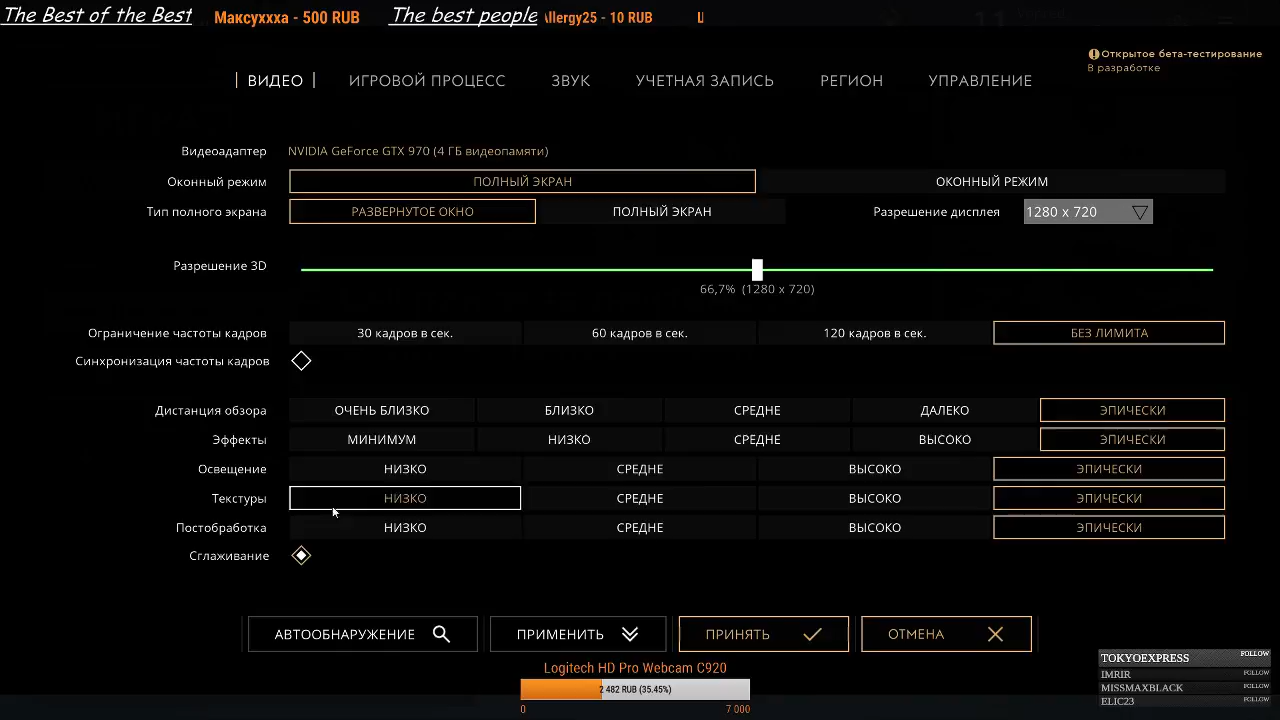 The Best of the Best Максуххха - 500 RUB The best people Allergy25 - 10 RUB
Открытое бета-тестирование
В разработке
ВИДЕО ИГРОВОЙ ПРОЦЕСС ЗВУК УЧЕТНАЯ ЗАПИСЬ РЕГИОН УПРАВЛЕНИЕ
Видеоадаптер NVIDIA GeForce GTX 970 (4 ГБ видеопамяти)
Оконный режим ПОЛНЫЙ ЭКРАН ОКОННЫЙ РЕЖИМ
Тип полного экрана РАЗВЕРНУТОЕ ОКНО ПОЛНЫЙ ЭКРАН Разрешение дисплея 1280 x 720
Разрешение 3D
66,7% (1280 x 720)
Ограничение частоты кадров 30 кадров в сек. 60 кадров в сек. 120 кадров в сек. БЕЗ ЛИМИТА
Синхронизация частоты кадров
Дистанция обзора ОЧЕНЬ БЛИЗКО БЛИЗКО СРЕДНЕ ДАЛЕКО ЭПИЧЕСКИ
Эффекты МИНИМУМ НИЗКО СРЕДНЕ ВЫСОКО ЭПИЧЕСКИ
Освещение НИЗКО СРЕДНЕ ВЫСОКО ЭПИЧЕСКИ
Текстуры НИЗКО СРЕДНЕ ВЫСОКО ЭПИЧЕСКИ
Постобработка НИЗКО СРЕДНЕ ВЫСОКО ЭПИЧЕСКИ
Сглаживание
АВТООБНАРУЖЕНИЕ ПРИМЕНИТЬ ПРИНЯТЬ ОТМЕНА
Logitech HD Pro Webcam C920
2 482 RUB (35.45%)
0 7 000
TOKYOEXPRESS FOLLOW
IMRIR FOLLOW
MISSMAXBLACK FOLLOW
ELIC23 FOLLOW